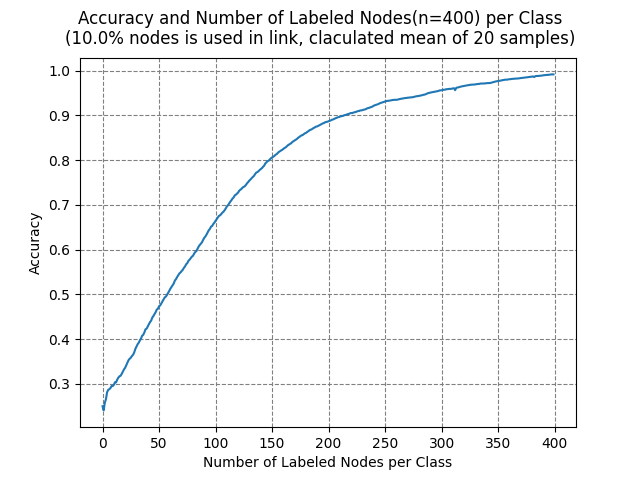 Accuracy and Number of Labeled Nodes(n=400) per Class
(10.0% nodes is used in link, claculated mean of 20 samples)
1.0
0.9
0.8
0.7
0.6
0.5
0.4
0.3
Accuracy
0 50 100 150 200 250 300 350 400
Number of Labeled Nodes per Class